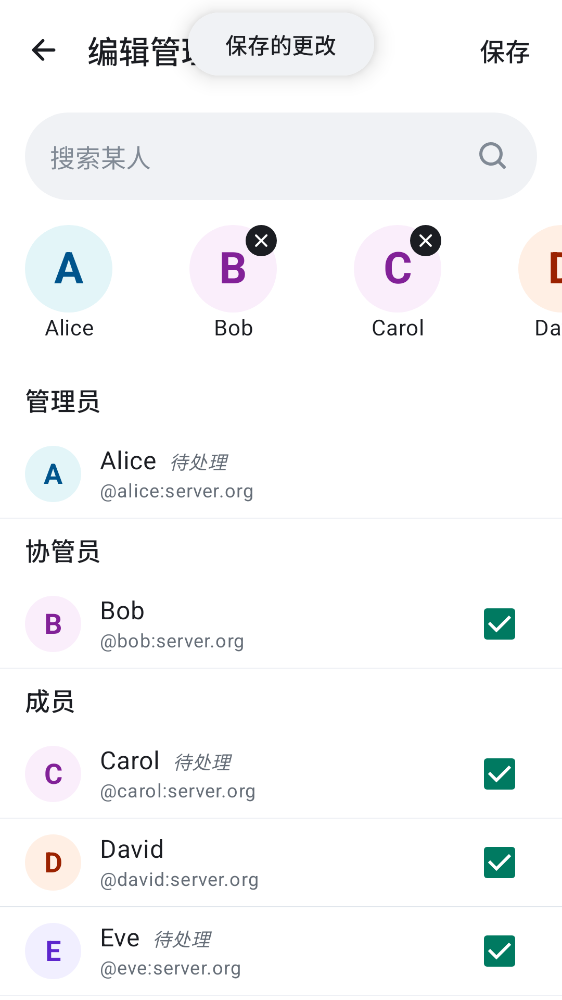 编辑管理
保存的更改
保存
搜索某人
A
B
C
D
Alice
Bob
Carol
Da
管理员
A
Alice 待处理
@alice:server.org
协管员
B
Bob
@bob:server.org
成员
C
Carol 待处理
@carol:server.org
D
David
@david:server.org
E
Eve 待处理
@eve:server.org